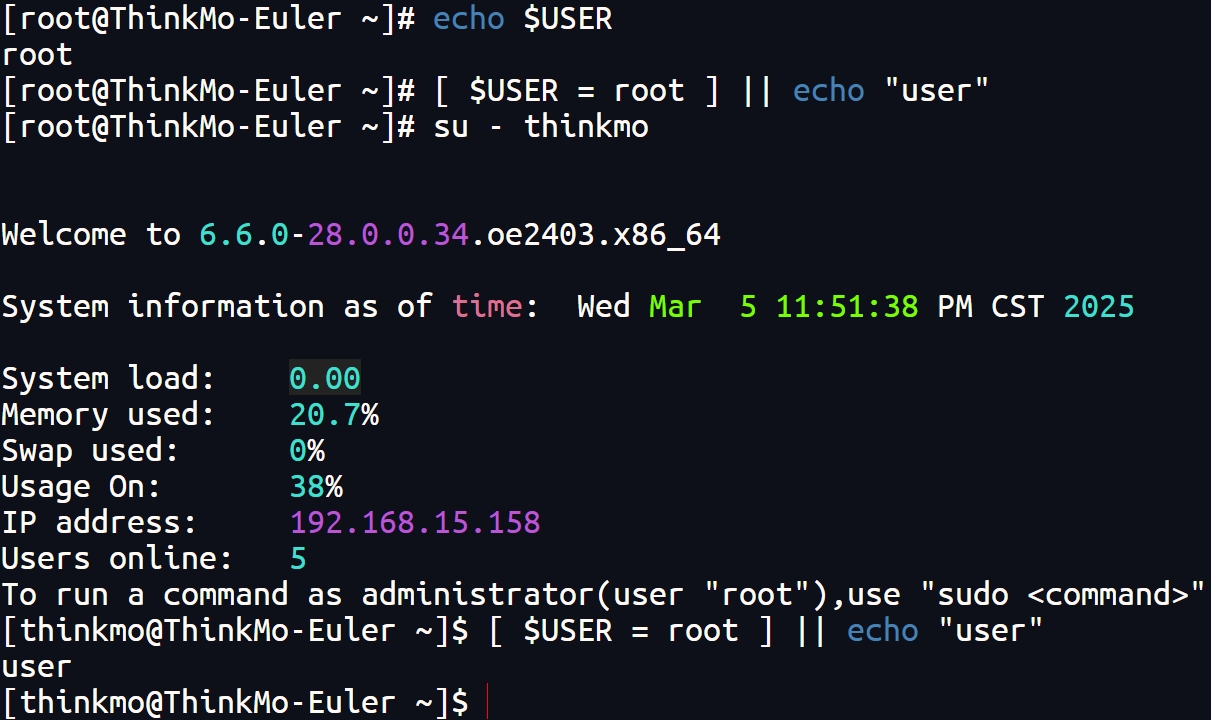 [root@ThinkMo-Euler ~]# echo $USER
root
[root@ThinkMo-Euler ~]# [ $USER = root ] || echo "user"
[root@ThinkMo-Euler ~]# su - thinkmo
Welcome to 6.6.0-28.0.0.34.oe2403.x86_64
System information as of time:  Wed Mar  5 11:51:38 PM CST 2025
System load:    0.00
Memory used:    20.7%
Swap used:      0%
Usage On:       38%
IP address:     192.168.15.158
Users online:   5
To run a command as administrator(user "root"),use "sudo <command>"
[thinkmo@ThinkMo-Euler ~]$ [ $USER = root ] || echo "user"
user
[thinkmo@ThinkMo-Euler ~]$